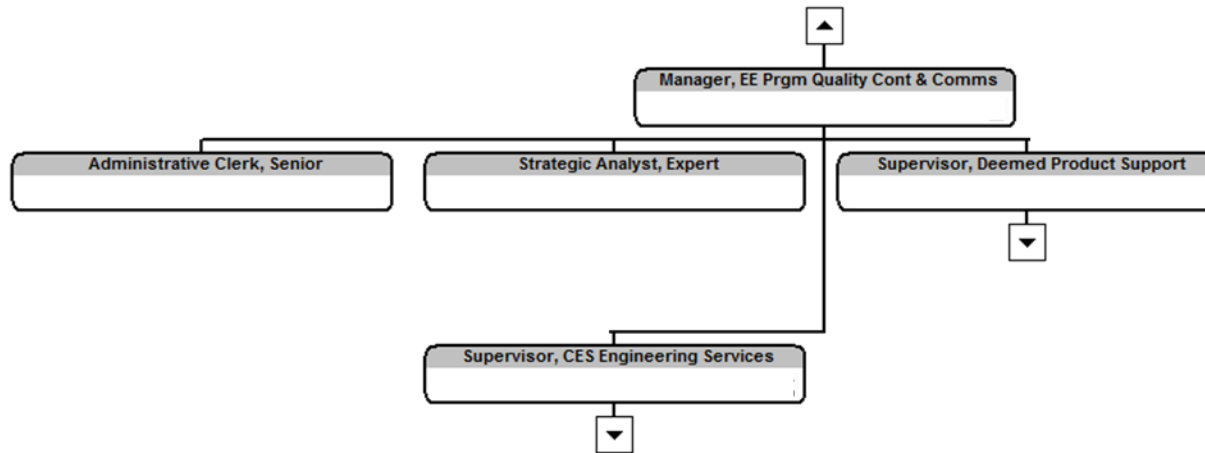 Manager, EE Prgm Quality Cont & Comms
Administrative Clerk, Senior
Strategic Analyst, Expert
Supervisor, Deemed Product Support
Supervisor, CES Engineering Services